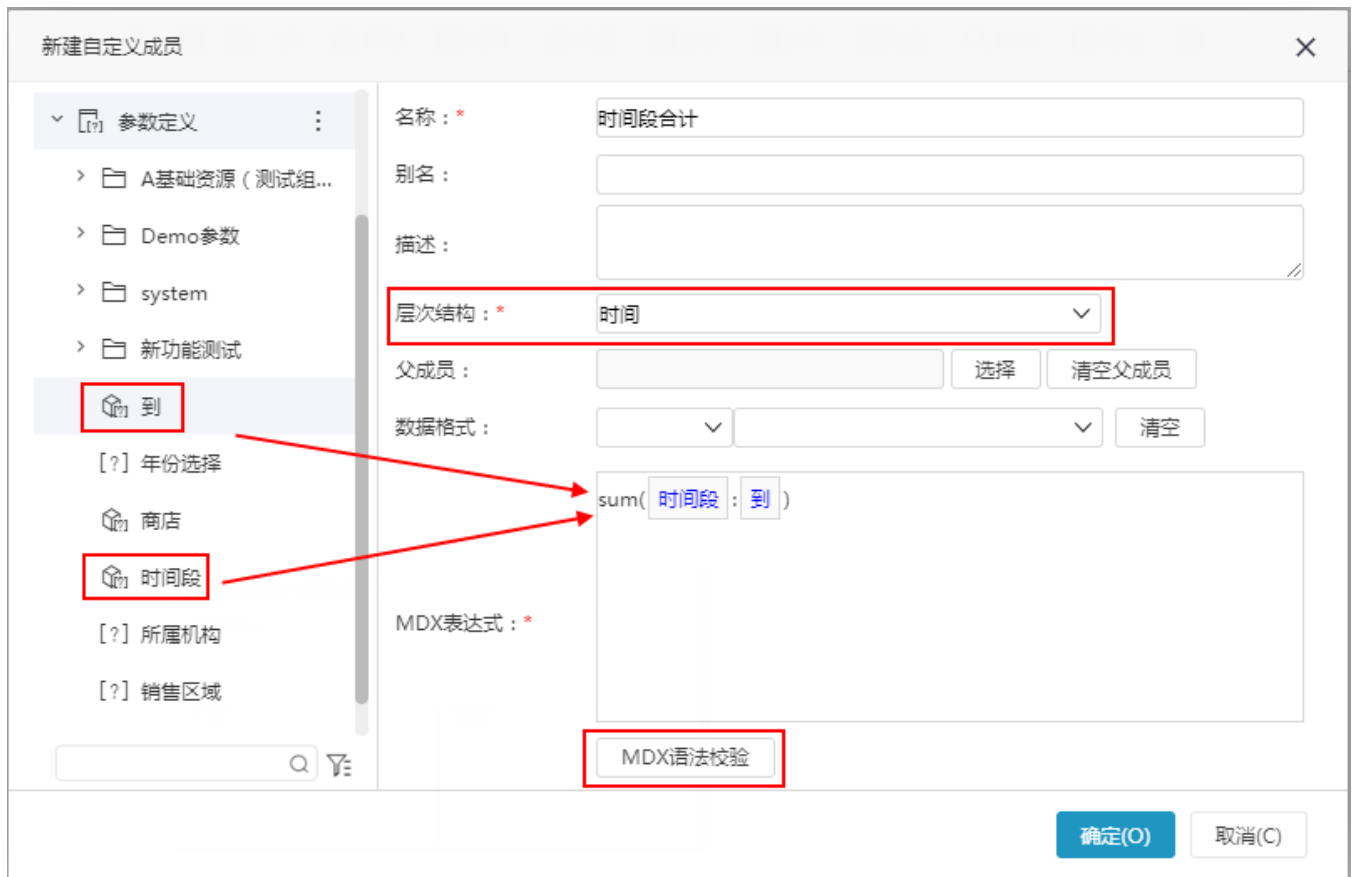 新建自定义成员
参数定义
A基础资源（测试组...
Demo参数
system
新功能测试
到
[?] 年份选择
商店
时间段
[?] 所属机构
[?] 销售区域
名称：*
时间段合计
别名：
描述：
层次结构：*
时间
父成员：
选择
清空父成员
数据格式：
清空
MDX表达式：*
sum( 时间段 : 到 )
MDX语法校验
确定(O)
取消(C)